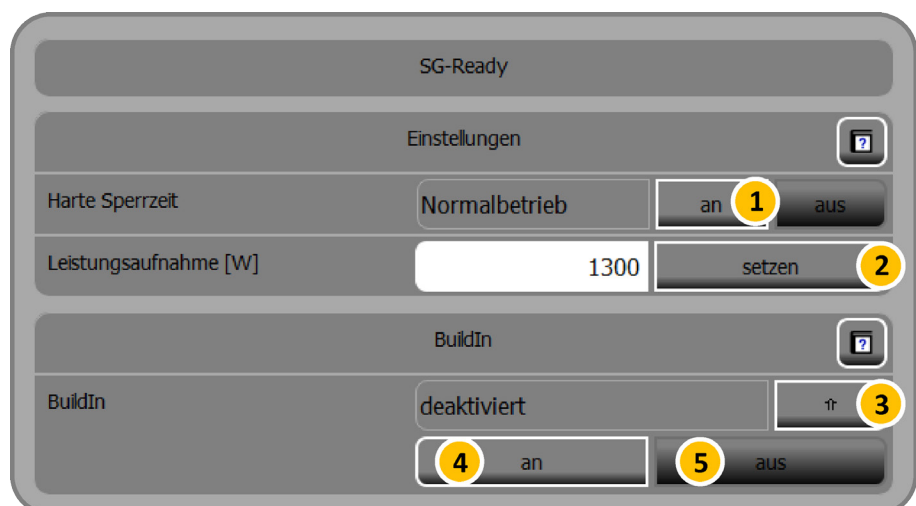 SG-Ready
Einstellungen ?
Harte Sperrzeit Normalbetrieb an 1 aus
Leistungsaufnahme [W] 1300 setzen 2
BuildIn ?
BuildIn deaktiviert ⇧ 3
4 an 5 aus